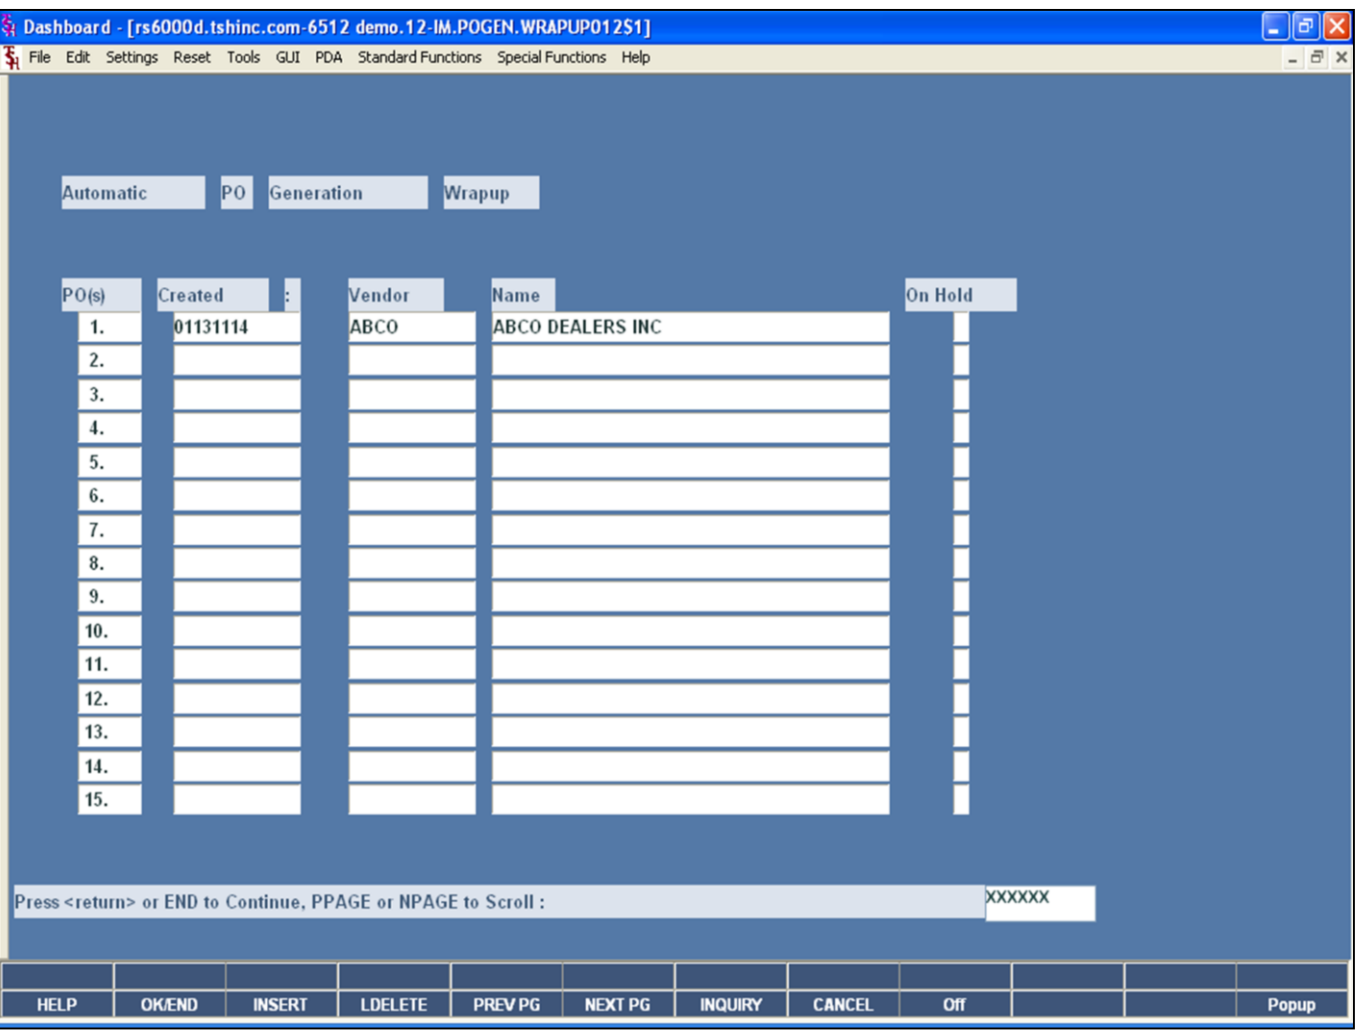 Dashboard - [rs6000d.tshinc.com-6512 demo.12-IM.POGEN.WRAPUP012$1]
File Edit Settings Reset Tools GUI PDA Standard Functions Special Functions Help
Automatic PO Generation Wrapup
PO(s) Created : Vendor Name On Hold
1. 01131114 ABCO ABCO DEALERS INC
2.
3.
4.
5.
6.
7.
8.
9.
10.
11.
12.
13.
14.
15.
Press <return> or END to Continue, PPAGE or NPAGE to Scroll : XXXXXX
HELP OK/END INSERT LDELETE PREV PG NEXT PG INQUIRY CANCEL Off Popup